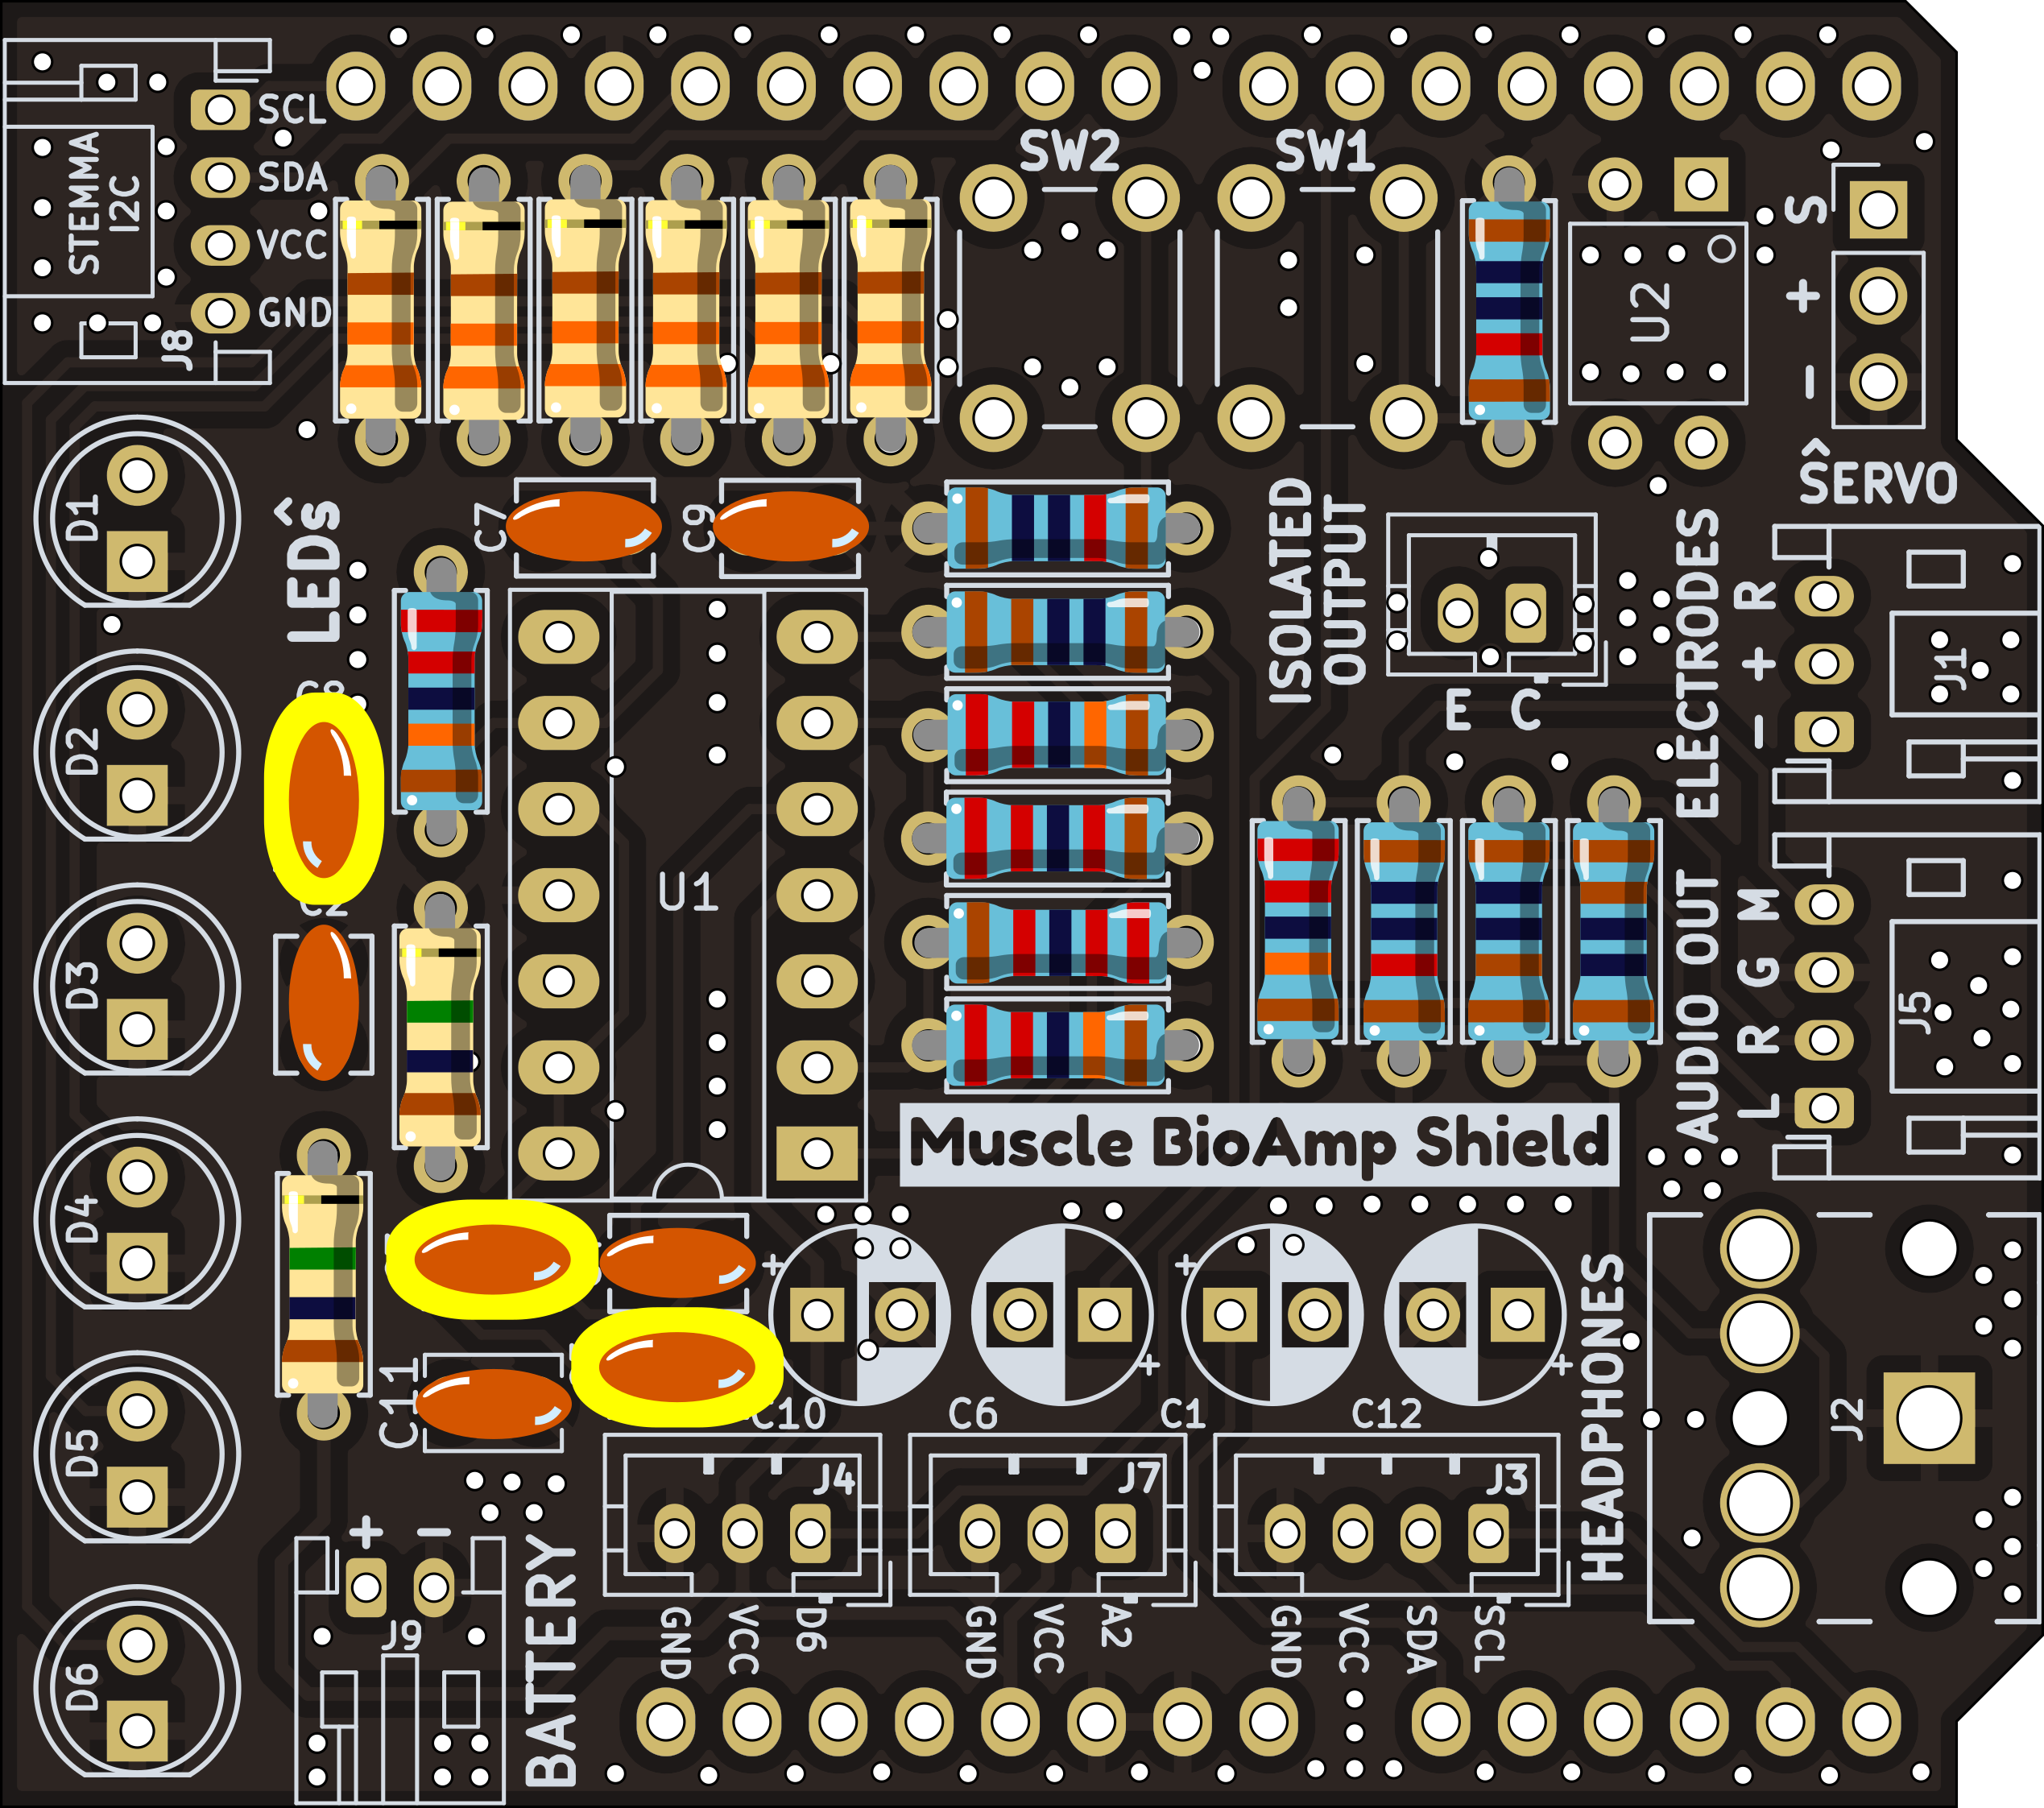 SCL
SDA
VCC
GND
STEMMA
I2C
J8
SW2
SW1
U2
S
+
-
SERVO
D1
LEDs
C7
C9
ISOLATED
OUTPUT
E C
ELECTRODES
R
+
-
J1
D2
D3
U1
AUDIO OUT
M
G
R
L
J5
Muscle BioAmp Shield
D4
C11
+
+
+
+
C10
C6
C1
C12
HEADPHONES
J2
D5
D6
+ -
J9
BATTERY
J4
GND
VCC
D6
J7
GND
VCC
A2
J3
GND
VCC
SDA
SCL